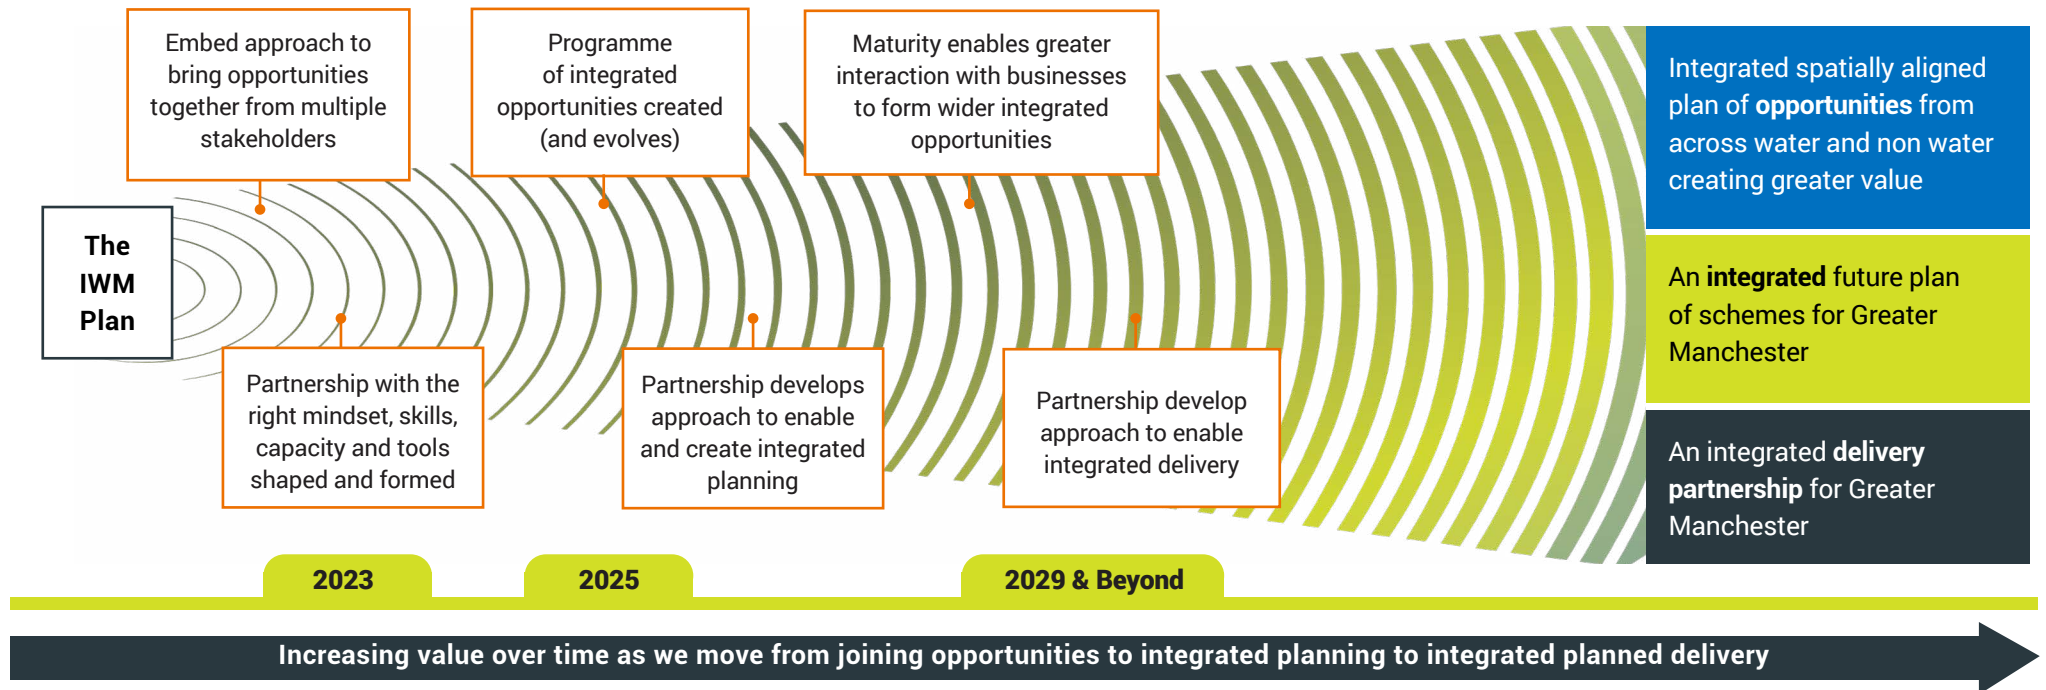 Embed approach to
bring opportunities
together from multiple
stakeholders
Programme
of integrated
opportunities created
(and evolves)
Maturity enables greater
interaction with businesses
to form wider integrated
opportunities
The
IWM
Plan
Partnership with the
right mindset, skills,
capacity and tools
shaped and formed
Partnership develops
approach to enable
and create integrated
planning
Partnership develop
approach to enable
integrated delivery
Integrated spatially aligned
plan of opportunities from
across water and non water
creating greater value
An integrated future plan
of schemes for Greater
Manchester
An integrated delivery
partnership for Greater
Manchester
2023
2025
2029 & Beyond
Increasing value over time as we move from joining opportunities to integrated planning to integrated planned delivery